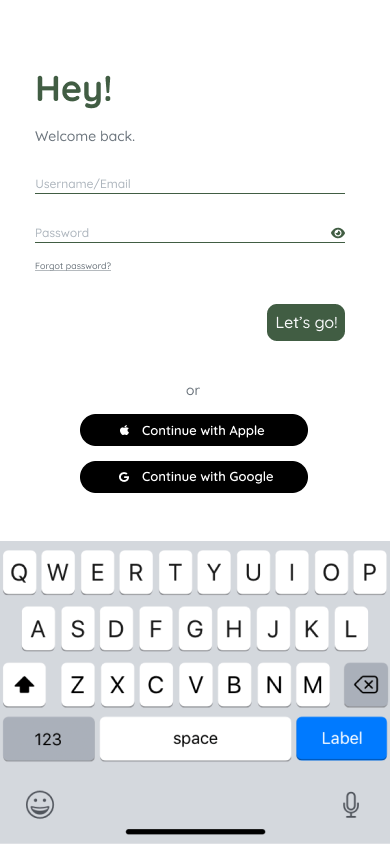 Hey!
Welcome back.
Username/Email
Password
Forgot password?
Let's go!
or
Continue with Apple
G Continue with Google
Q W E R T Y U I O P
A S D F G H J K L
Z X C V B N M
123 space Label